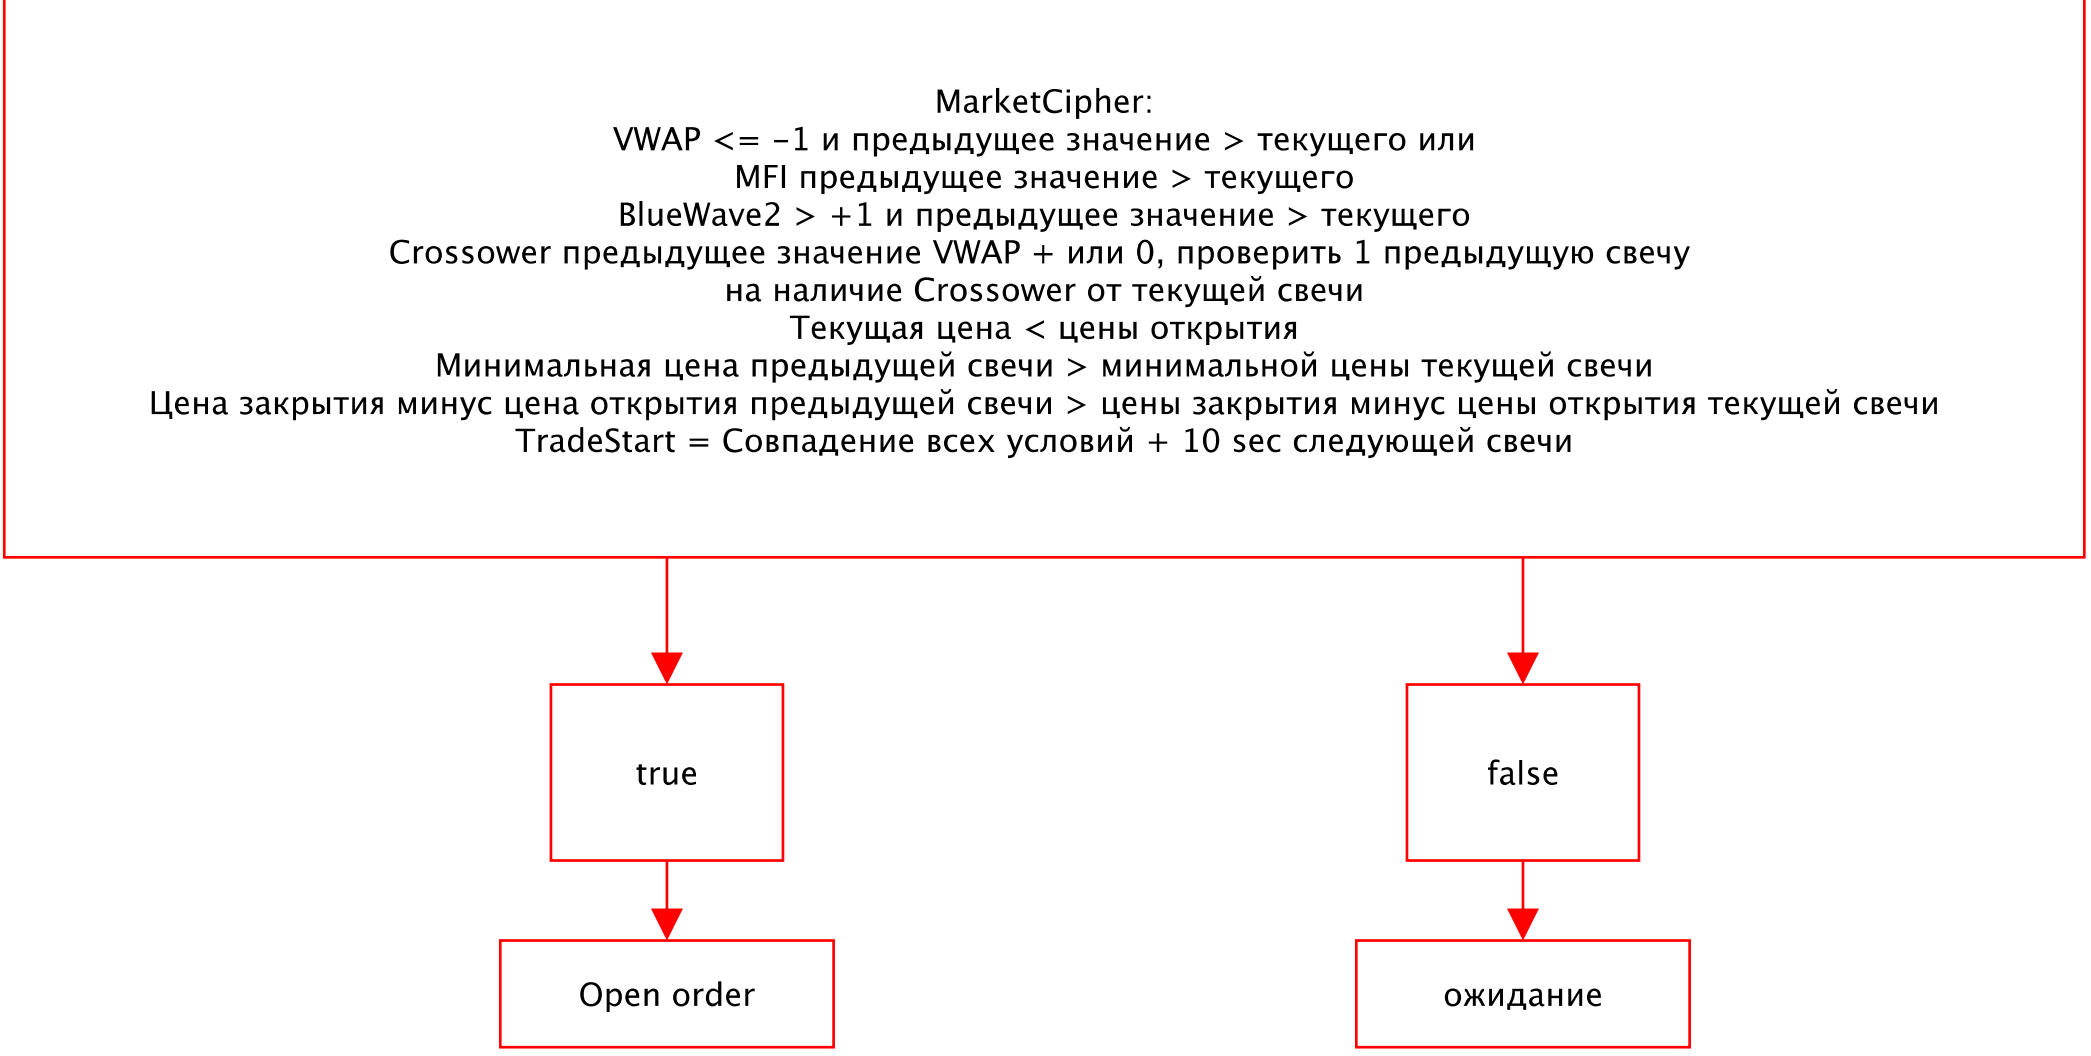 MarketCipher:
VWAP <= -1 и предыдущее значение > текущего или
MFI предыдущее значение > текущего
BlueWave2 > +1 и предыдущее значение > текущего
Crossower предыдущее значение VWAP + или 0, проверить 1 предыдущую свечу
на наличие Crossower от текущей свечи
Текущая цена < цены открытия
Минимальная цена предыдущей свечи > минимальной цены текущей свечи
Цена закрытия минус цена открытия предыдущей свечи > цены закрытия минус цены открытия текущей свечи
TradeStart = Совпадение всех условий + 10 sec следующей свечи
true
false
Open order
ожидание